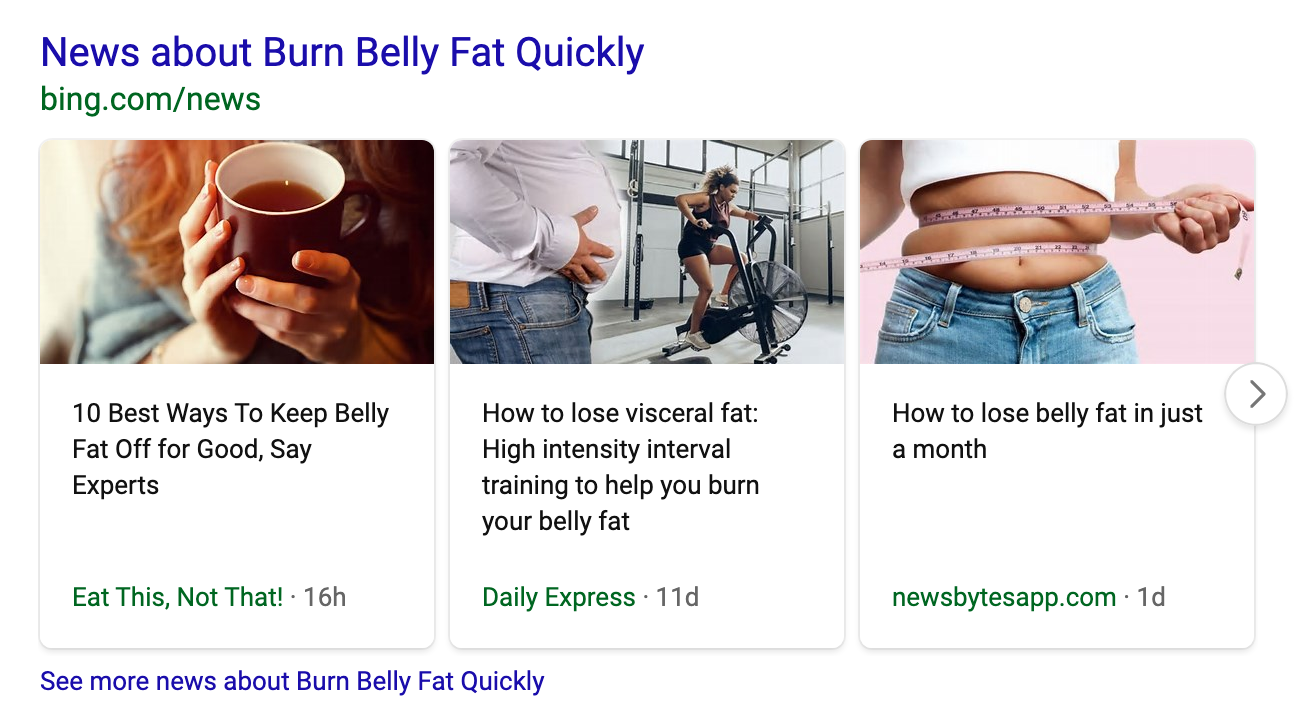 News about Burn Belly Fat Quickly
bing.com/news
10 Best Ways To Keep Belly
Fat Off for Good, Say
Experts
Eat This, Not That! · 16h
How to lose visceral fat:
High intensity interval
training to help you burn
your belly fat
Daily Express · 11d
How to lose belly fat in just
a month
newsbytesapp.com · 1d
See more news about Burn Belly Fat Quickly